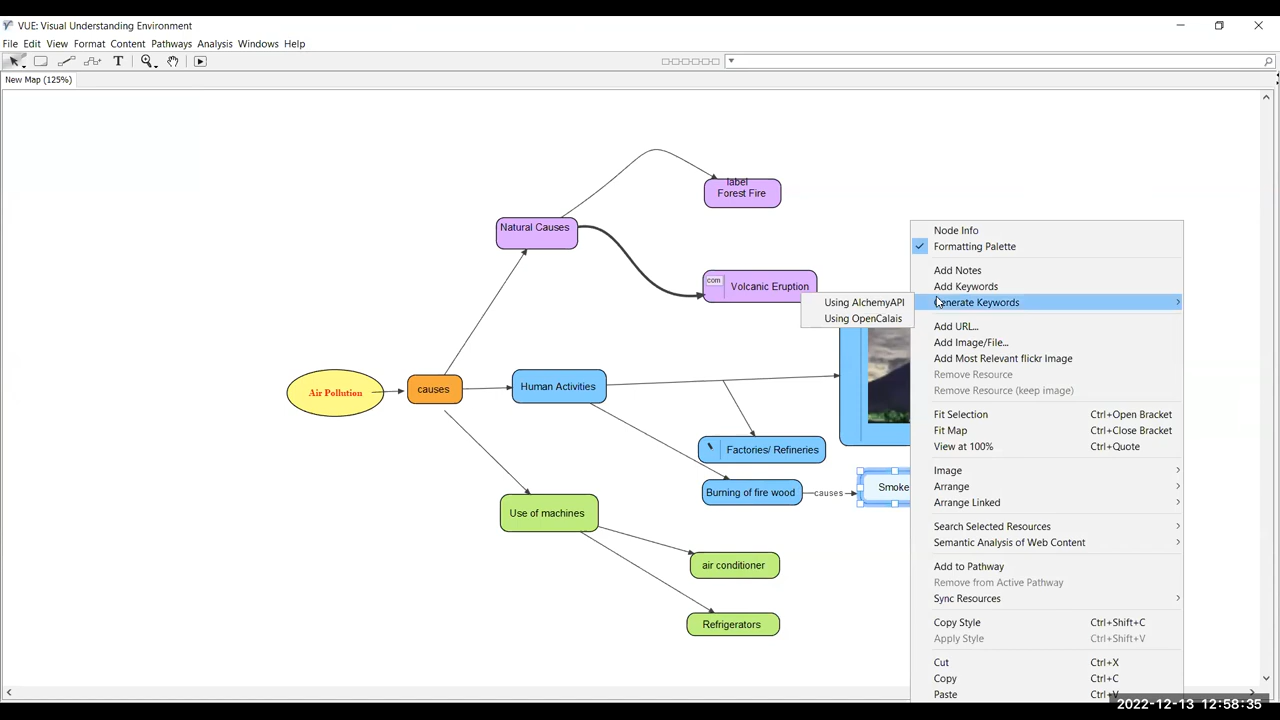 VUE: Visual Understanding Environment
File Edit View Format Content Pathways Analysis Windows Help
T
New Map (125%)
label
Forest Fire
Natural Causes
com
Volcanic Eruption
Air Pollution
causes
Human Activities
Factories/ Refineries
Burning of fire wood
causes
Smoke
Use of machines
air conditioner
Refrigerators
Using AlchemyAPI
Using OpenCalais
Node Info
Formatting Palette
Add Notes
Add Keywords
Generate Keywords
Add URL...
Add Image/File...
Add Most Relevant flickr Image
Remove Resource
Remove Resource (keep image)
Fit Selection Ctrl+Open Bracket
Fit Map Ctrl+Close Bracket
View at 100% Ctrl+Quote
Image
Arrange
Arrange Linked
Search Selected Resources
Semantic Analysis of Web Content
Add to Pathway
Remove from Active Pathway
Sync Resources
Copy Style Ctrl+Shift+C
Apply Style Ctrl+Shift+V
Cut Ctrl+X
Copy Ctrl+C
Paste Ctrl+V
2022-12-13 12:58:35